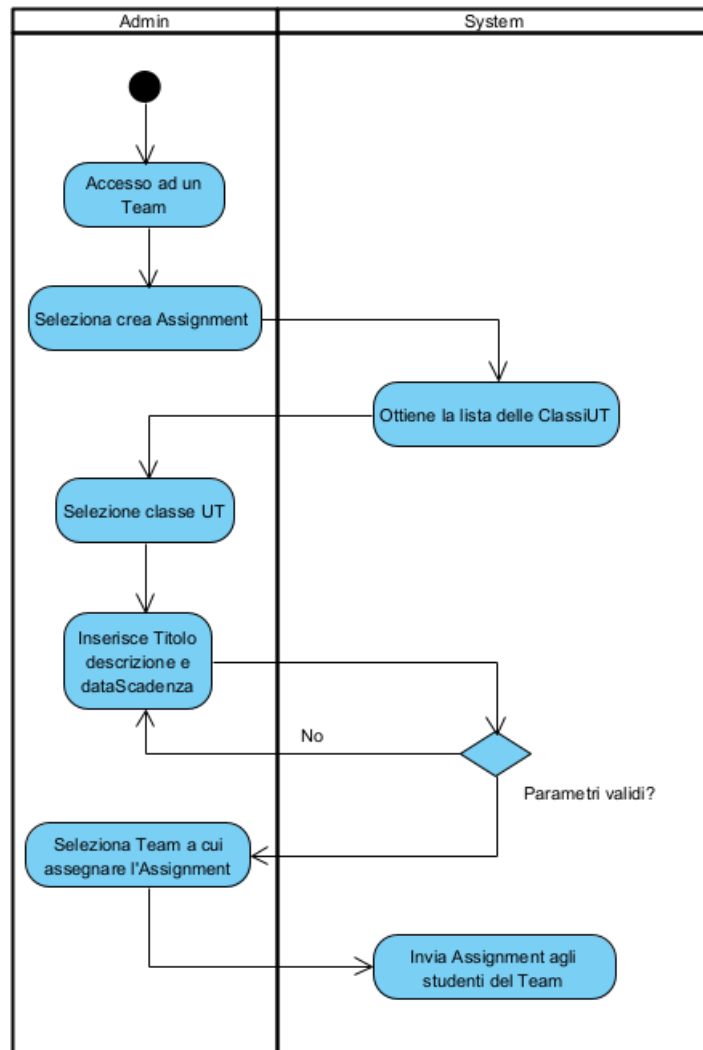 Admin
System
Accesso ad un
Team
Seleziona crea Assignment
Ottiene la lista delle ClassiUT
Selezione classe UT
Inserisce Titolo
descrizione e
dataScadenza
No
Parametri validi?
Seleziona Team a cui
assegnare l'Assignment
Invia Assignment agli
studenti del Team